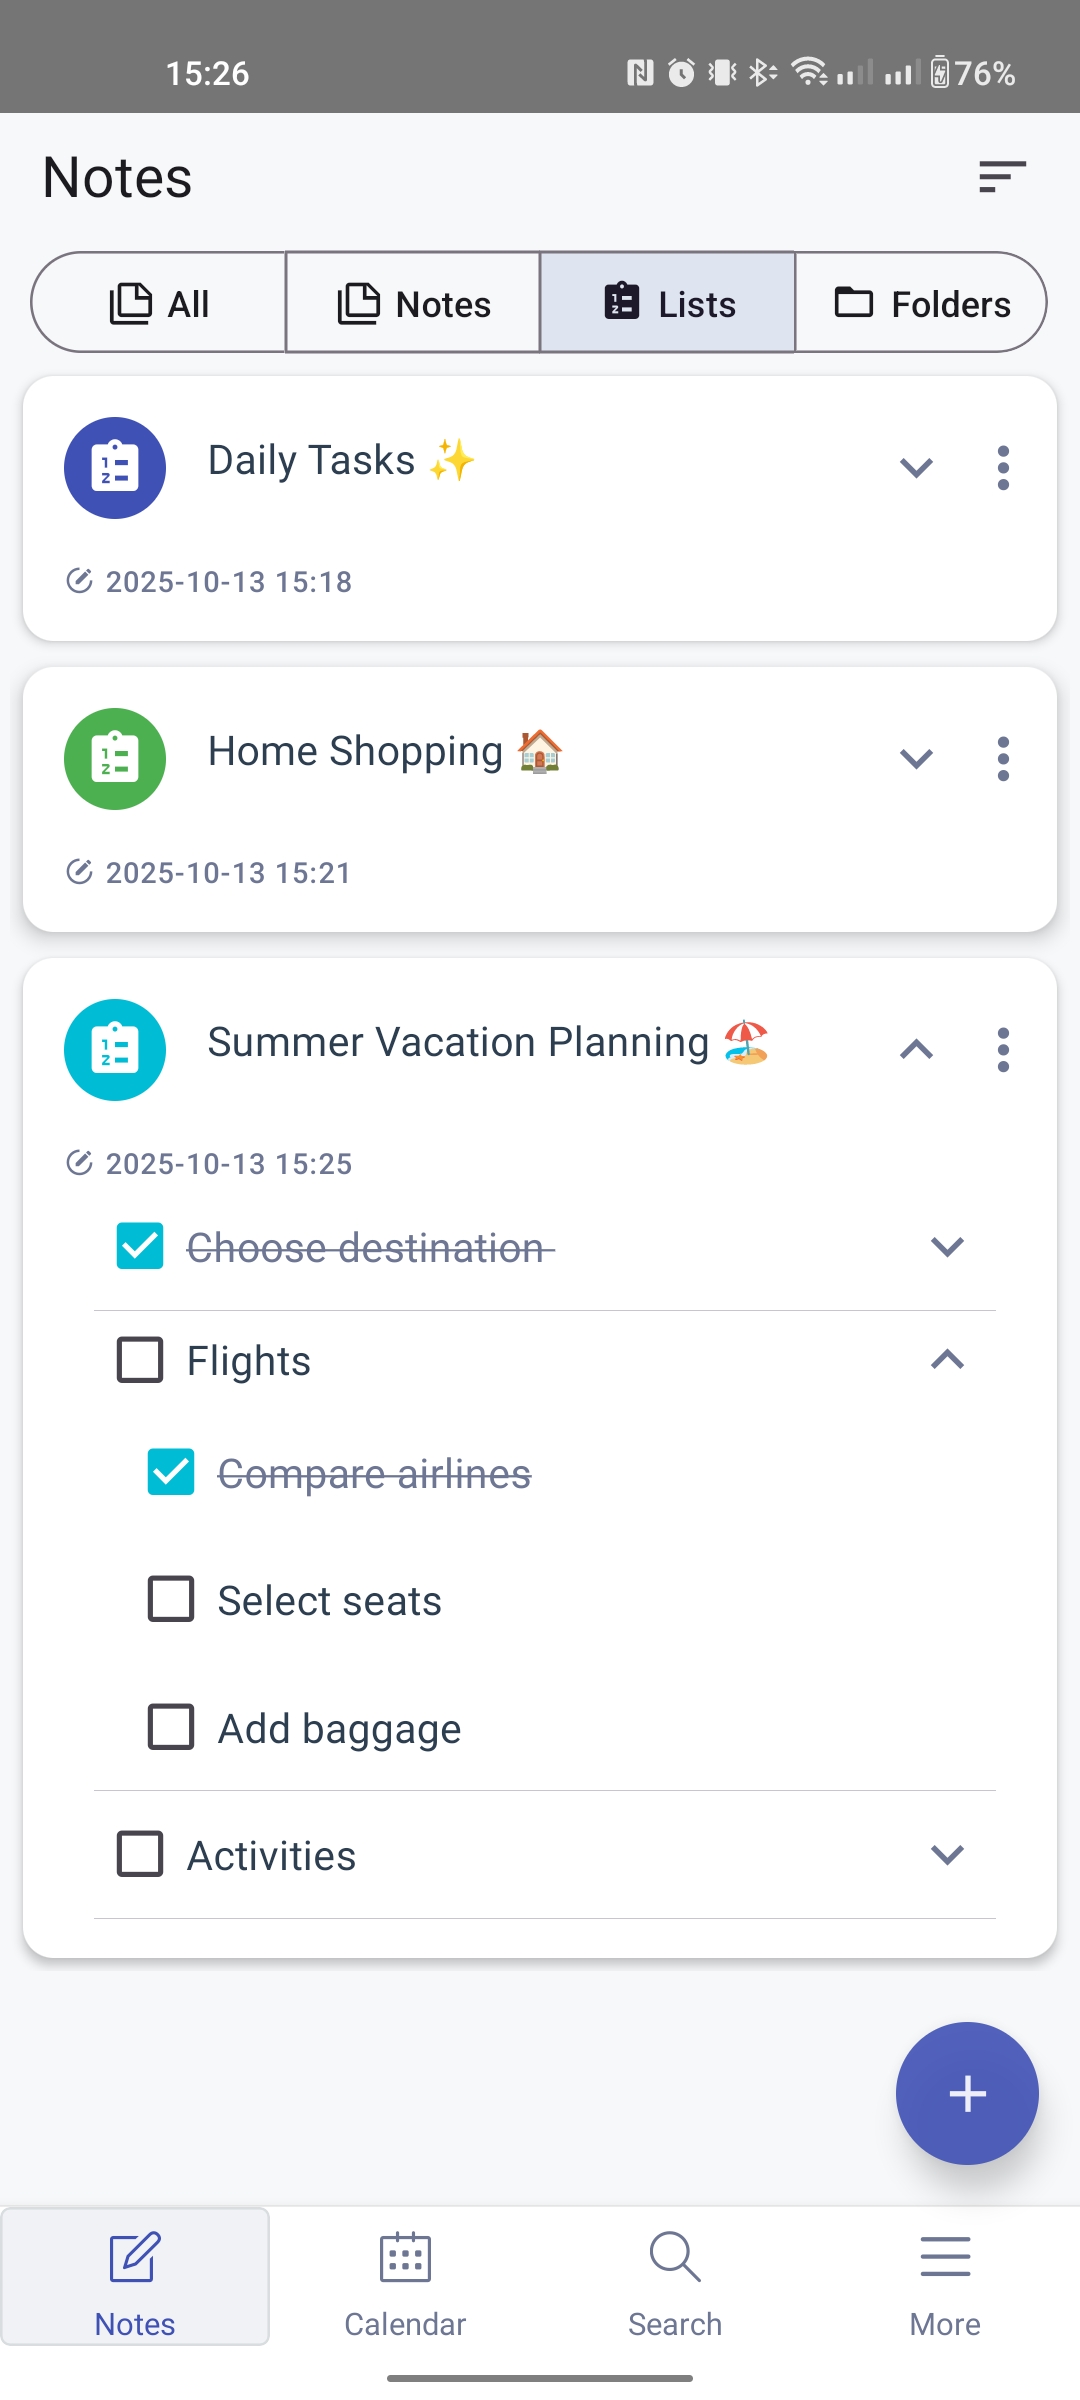 15:26 76%
Notes
All Notes Lists Folders
Daily Tasks ✨
2025-10-13 15:18
Home Shopping 🏠
2025-10-13 15:21
Summer Vacation Planning 🏖️
2025-10-13 15:25
Choose destination
Flights
Compare airlines
Select seats
Add baggage
Activities
Notes Calendar Search More